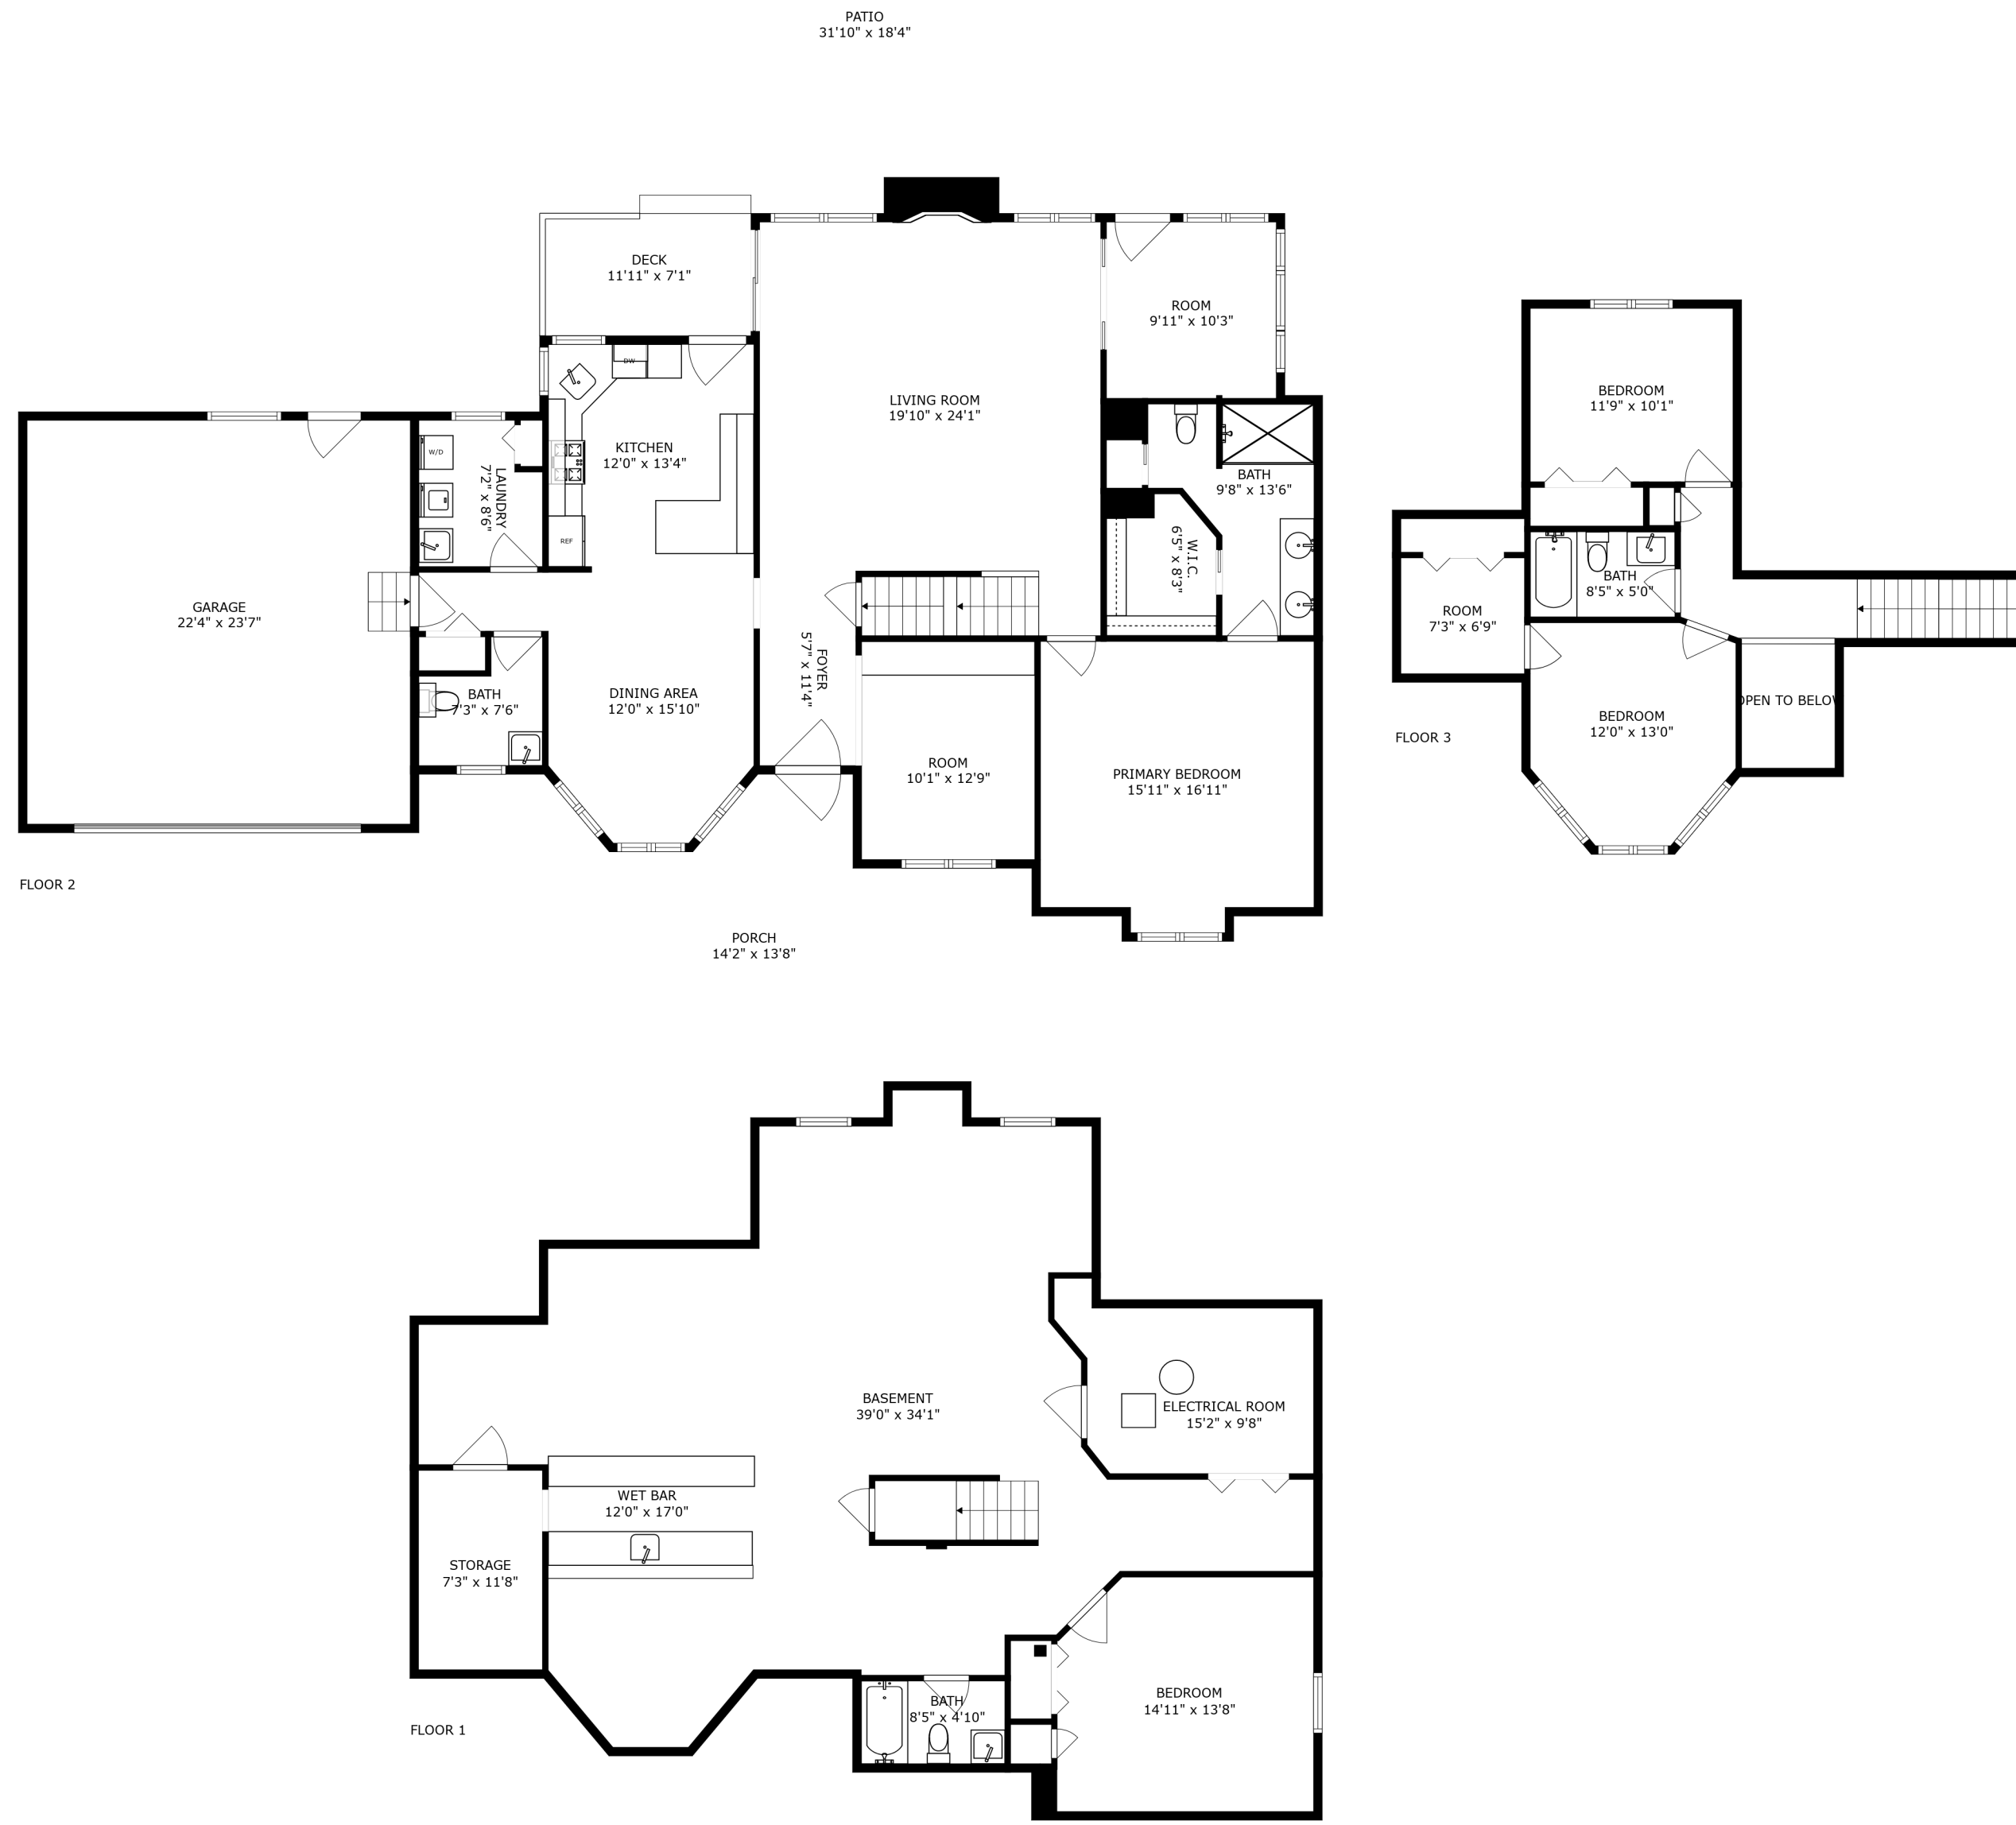 PATIO
31'10" x 18'4"
DECK
11'11" x 7'1"
ROOM
9'11" x 10'3"
LIVING ROOM
19'10" x 24'1"
DW
KITCHEN
12'0" x 13'4"
W/D
LAUNDRY
7'2" x 8'6"
REF
BATH
9'8" x 13'6"
W.I.C.
6'5" x 8'3"
GARAGE
22'4" x 23'7"
FOYER
5'7" x 11'4"
BATH
7'3" x 7'6"
DINING AREA
12'0" x 15'10"
ROOM
10'1" x 12'9"
PRIMARY BEDROOM
15'11" x 16'11"
FLOOR 2
PORCH
14'2" x 13'8"
BEDROOM
11'9" x 10'1"
BATH
8'5" x 5'0"
ROOM
7'3" x 6'9"
OPEN TO BELOW
BEDROOM
12'0" x 13'0"
FLOOR 3
BASEMENT
39'0" x 34'1"
ELECTRICAL ROOM
15'2" x 9'8"
WET BAR
12'0" x 17'0"
STORAGE
7'3" x 11'8"
BATH
8'5" x 4'10"
BEDROOM
14'11" x 13'8"
FLOOR 1